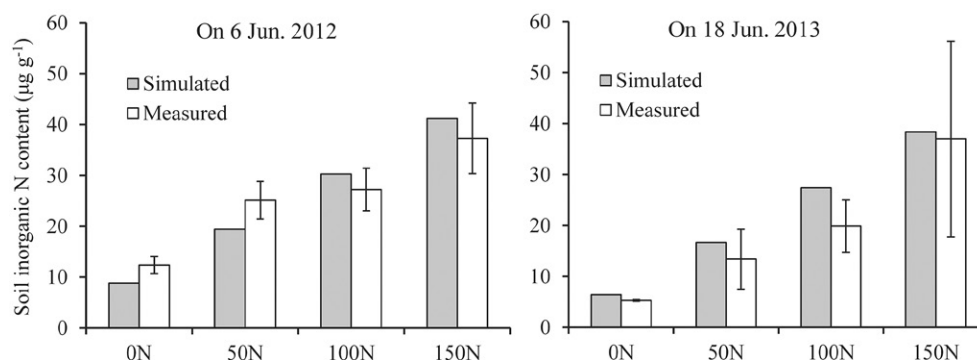 Soil inorganic N content (µg g⁻¹)
60
50
40
30
20
10
0
On 6 Jun. 2012
Simulated
Measured
0N 50N 100N 150N
60
50
40
30
20
10
0
On 18 Jun. 2013
Simulated
Measured
0N 50N 100N 150N